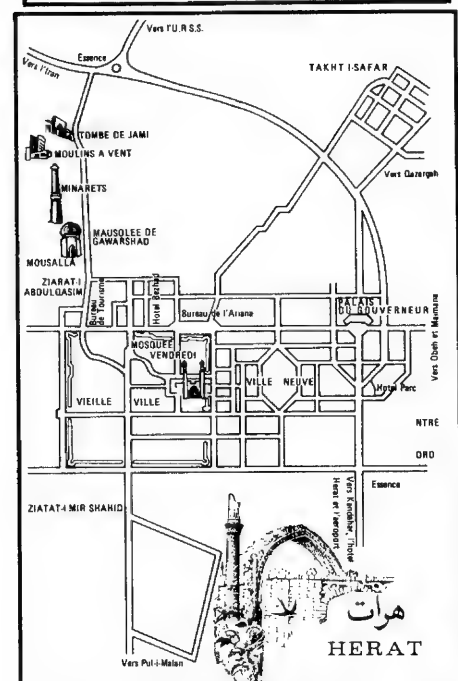 Vers l'U.R.S.S.
Essence
Vers l'Iran
TAKHT I-SAFAR
TOMBE DE JAMI
MOULINS A VENT
MINARETS
Vers Gazergah
MAUSOLEE DE
GAWARSHAD
MOUSALLA
ZIARAT-I
ABDULQASIM
Bureau
de Tourisme
Hotel Bezhad
Bureau de l'Ariana
PALAIS
DU GOUVERNEUR
Vers Obeh et Maimana
MOSQUEE
VENDREDI
VIEILLE VILLE
VILLE NEUVE
Hotel Parc
NTRE
ORD
Essence
ZIATAT-I MIR SHAHID
Vers Kandahar, l'hotel
Herat et l'aeroport
هرات
HERAT
Vers Pul-i-Malan